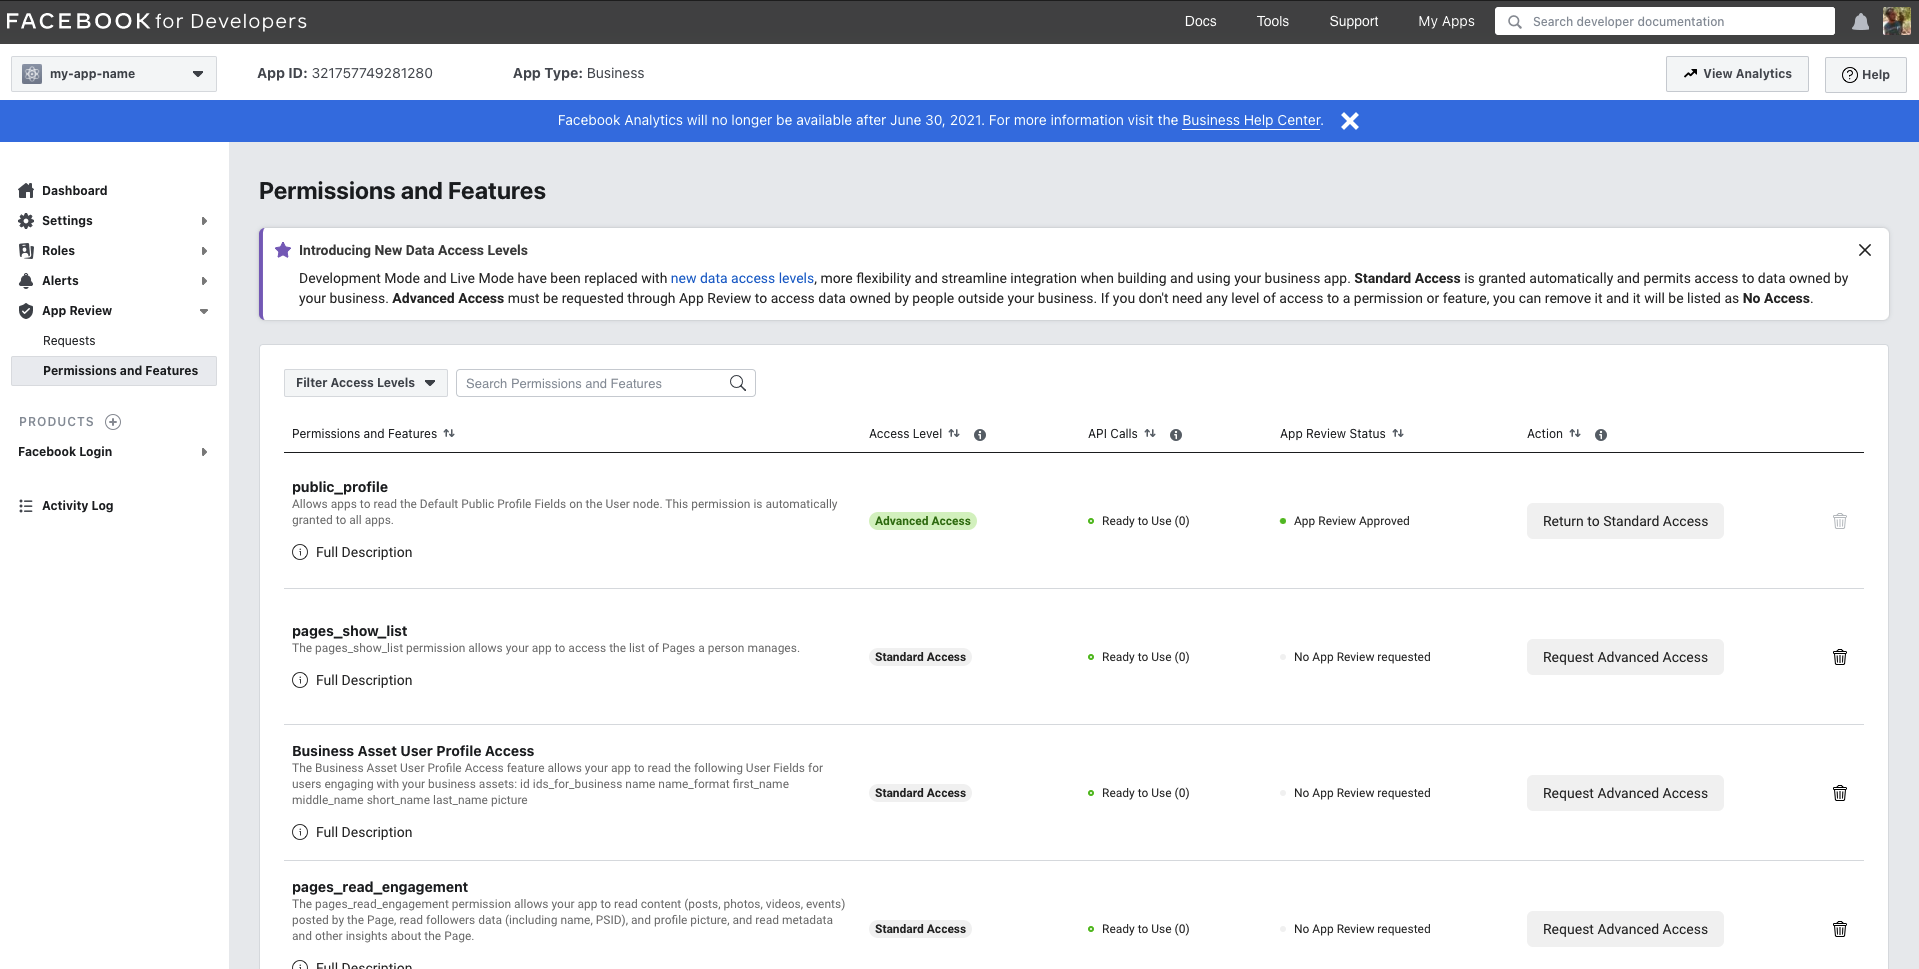 FACEBOOK for Developers
Docs
Tools
Support
My Apps
Search developer documentation
my-app-name
App ID: 321757749281280
App Type: Business
View Analytics
Help
Facebook Analytics will no longer be available after June 30, 2021. For more information visit the Business Help Center.
Dashboard
Settings
Roles
Alerts
App Review
Requests
Permissions and Features
PRODUCTS
Facebook Login
Activity Log
Permissions and Features
Introducing New Data Access Levels
Development Mode and Live Mode have been replaced with new data access levels, more flexibility and streamline integration when building and using your business app. Standard Access is granted automatically and permits access to data owned by
your business. Advanced Access must be requested through App Review to access data owned by people outside your business. If you don't need any level of access to a permission or feature, you can remove it and it will be listed as No Access.
Filter Access Levels
Search Permissions and Features
Permissions and Features
Access Level
API Calls
App Review Status
Action
public_profile
Allows apps to read the Default Public Profile Fields on the User node. This permission is automatically
granted to all apps.
Full Description
Advanced Access
Ready to Use (0)
App Review Approved
Return to Standard Access
pages_show_list
The pages_show_list permission allows your app to access the list of Pages a person manages.
Full Description
Standard Access
Ready to Use (0)
No App Review requested
Request Advanced Access
Business Asset User Profile Access
The Business Asset User Profile Access feature allows your app to read the following User Fields for
users engaging with your business assets: id ids_for_business name name_format first_name
middle_name short_name last_name picture
Full Description
Standard Access
Ready to Use (0)
No App Review requested
Request Advanced Access
pages_read_engagement
The pages_read_engagement permission allows your app to read content (posts, photos, videos, events)
posted by the Page, read followers data (including name, PSID), and profile picture, and read metadata
and other insights about the Page.
Full Description
Standard Access
Ready to Use (0)
No App Review requested
Request Advanced Access